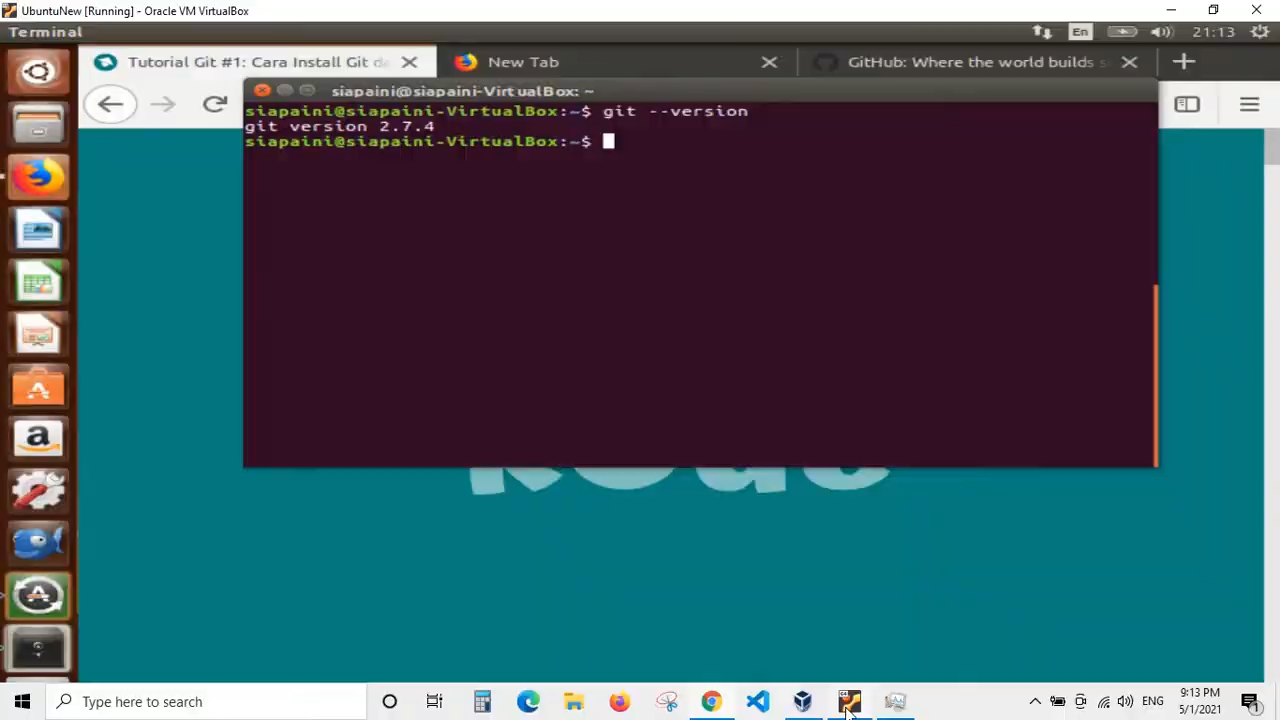 UbuntuNew [Running] - Oracle VM VirtualBox
Terminal
En
21:13
Tutorial Git #1: Cara Install Git da
New Tab
GitHub: Where the world builds s
siapaini@siapaini-VirtualBox: ~
siapaini@siapaini-VirtualBox:~$ git --version
git version 2.7.4
siapaini@siapaini-VirtualBox:~$
Type here to search
ENG
9:13 PM
5/1/2021
1